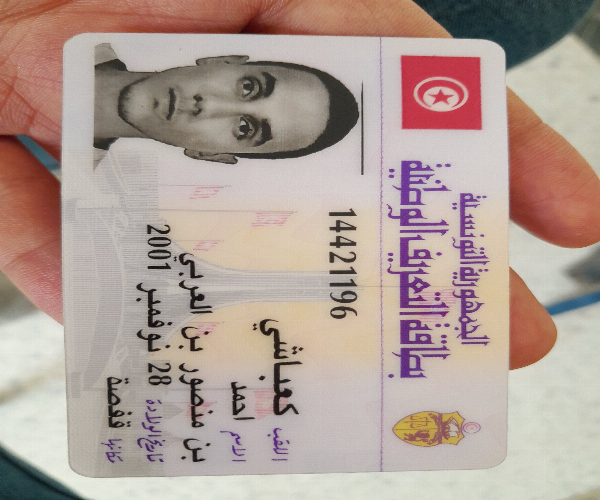 الجمهورية التونسية
بطاقة التعريف الوطنية
14421196
اللقب كعباشي
الاسم احمد
بن منصور بن العربي
تاريخ الولادة 28 نوفمبر 2001
مكانها قفصة